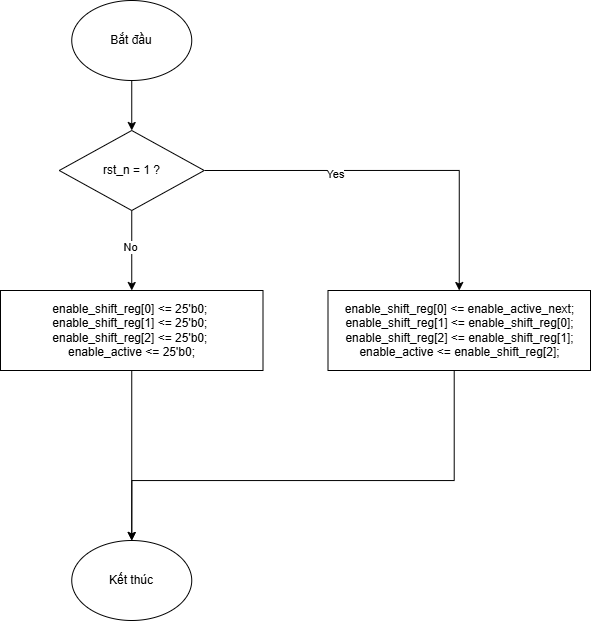 Bắt đầu
rst_n = 1 ?
Yes
No
enable_shift_reg[0] <= 25'b0;
enable_shift_reg[1] <= 25'b0;
enable_shift_reg[2] <= 25'b0;
enable_active <= 25'b0;
enable_shift_reg[0] <= enable_active_next;
enable_shift_reg[1] <= enable_shift_reg[0];
enable_shift_reg[2] <= enable_shift_reg[1];
enable_active <= enable_shift_reg[2];
Kết thúc